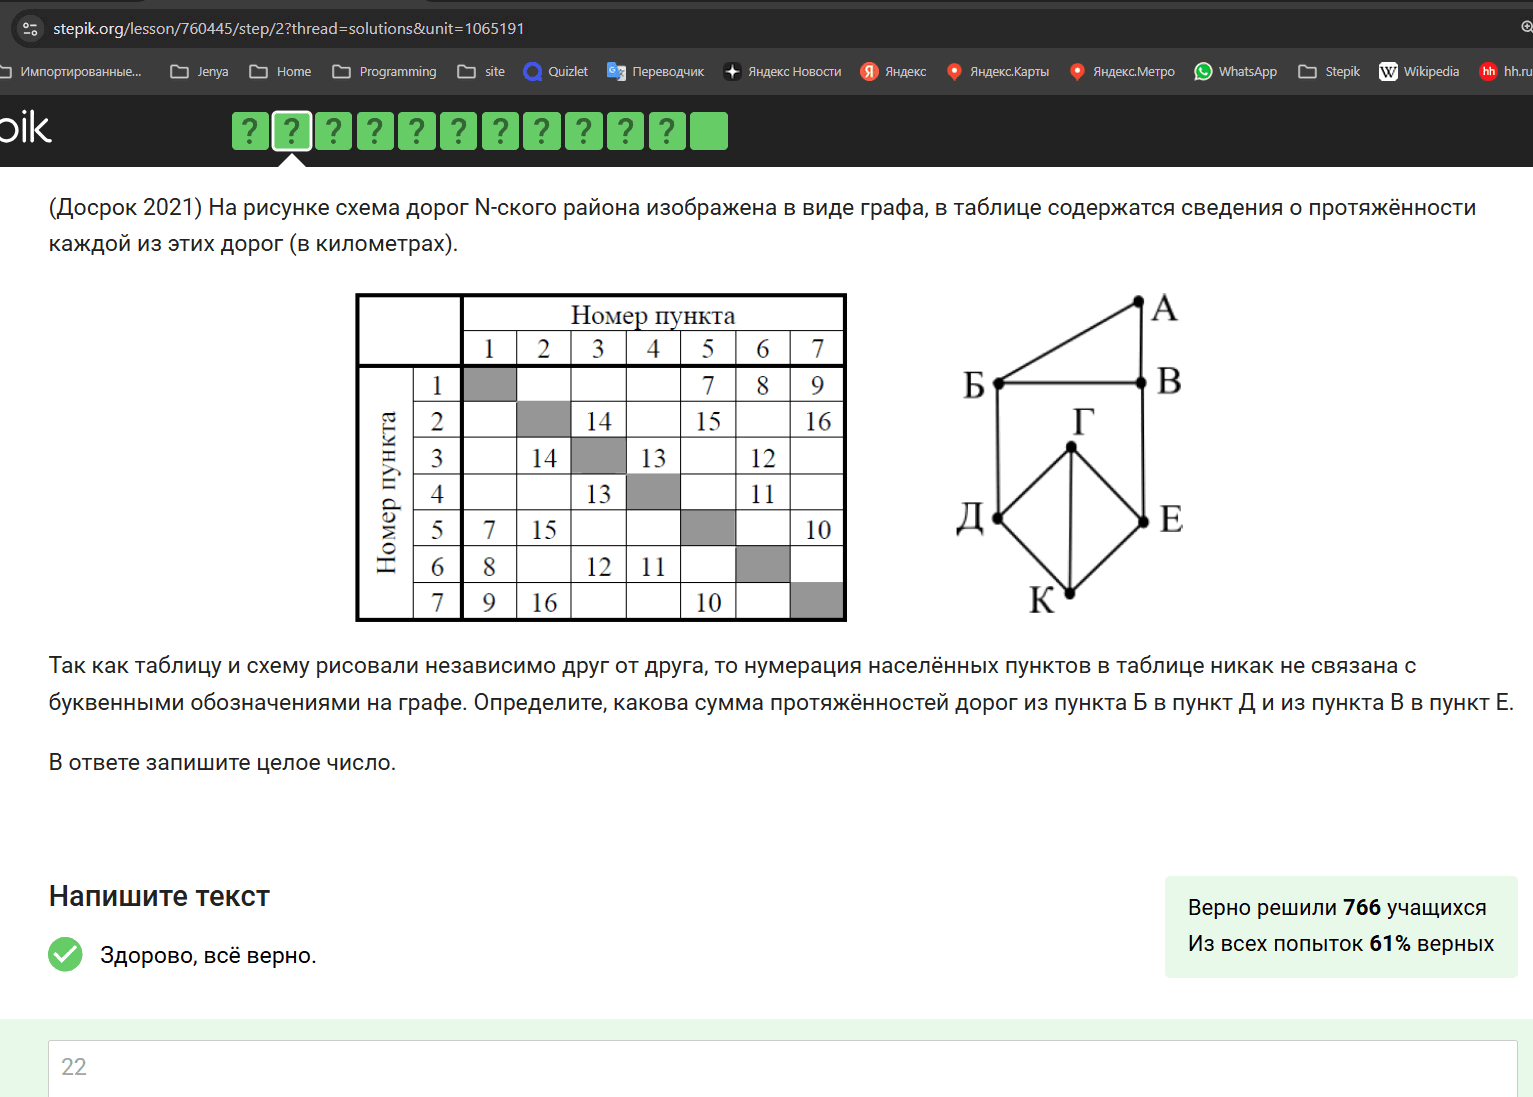 stepik.org/lesson/760445/step/2?thread=solutions&unit=1065191
Импортированные... Jenya Home Programming site Quizlet Переводчик Яндекс Новости Яндекс Яндекс.Карты Яндекс.Метро WhatsApp Stepik Wikipedia hh.ru
pik ? ? ? ? ? ? ? ? ? ? ?
(Досрок 2021) На рисунке схема дорог N-ского района изображена в виде графа, в таблице содержатся сведения о протяжённости
каждой из этих дорог (в километрах).
Номер пункта
1 2 3 4 5 6 7
Номер пункта
1 7 8 9
2 14 15 16
3 14 13 12
4 13 11
5 7 15 10
6 8 12 11
7 9 16 10
А
Б
В
Г
Д
Е
К
Так как таблицу и схему рисовали независимо друг от друга, то нумерация населённых пунктов в таблице никак не связана с
буквенными обозначениями на графе. Определите, какова сумма протяжённостей дорог из пункта Б в пункт Д и из пункта В в пункт Е.
В ответе запишите целое число.
Напишите текст
Здорово, всё верно.
Верно решили 766 учащихся
Из всех попыток 61% верных
22